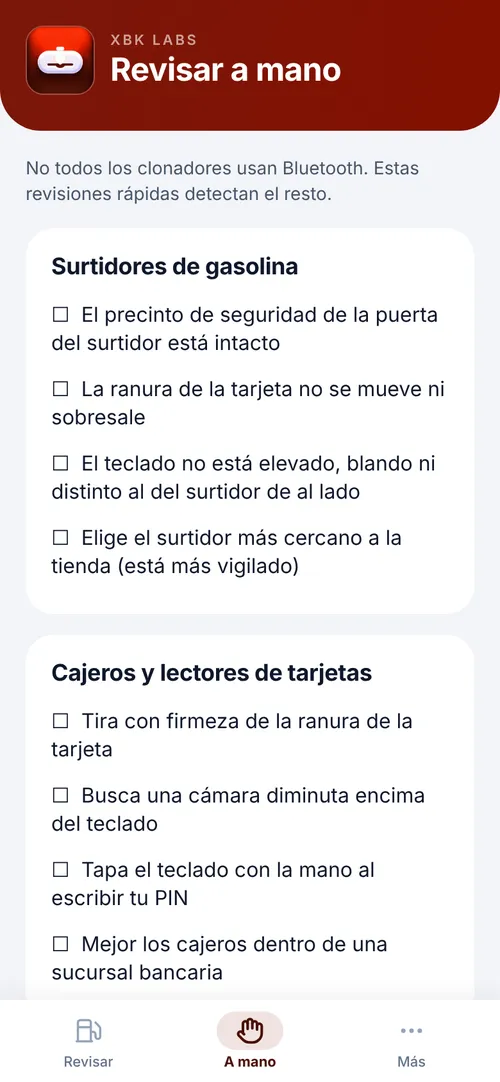 XBK LABS
Revisar a mano
No todos los clonadores usan Bluetooth. Estas
revisiones rápidas detectan el resto.
Surtidores de gasolina
☐ El precinto de seguridad de la puerta
del surtidor está intacto
☐ La ranura de la tarjeta no se mueve ni
sobresale
☐ El teclado no está elevado, blando ni
distinto al del surtidor de al lado
☐ Elige el surtidor más cercano a la
tienda (está más vigilado)
Cajeros y lectores de tarjetas
☐ Tira con firmeza de la ranura de la
tarjeta
☐ Busca una cámara diminuta encima
del teclado
☐ Tapa el teclado con la mano al
escribir tu PIN
☐ Mejor los cajeros dentro de una
sucursal bancaria
Revisar
A mano
Más